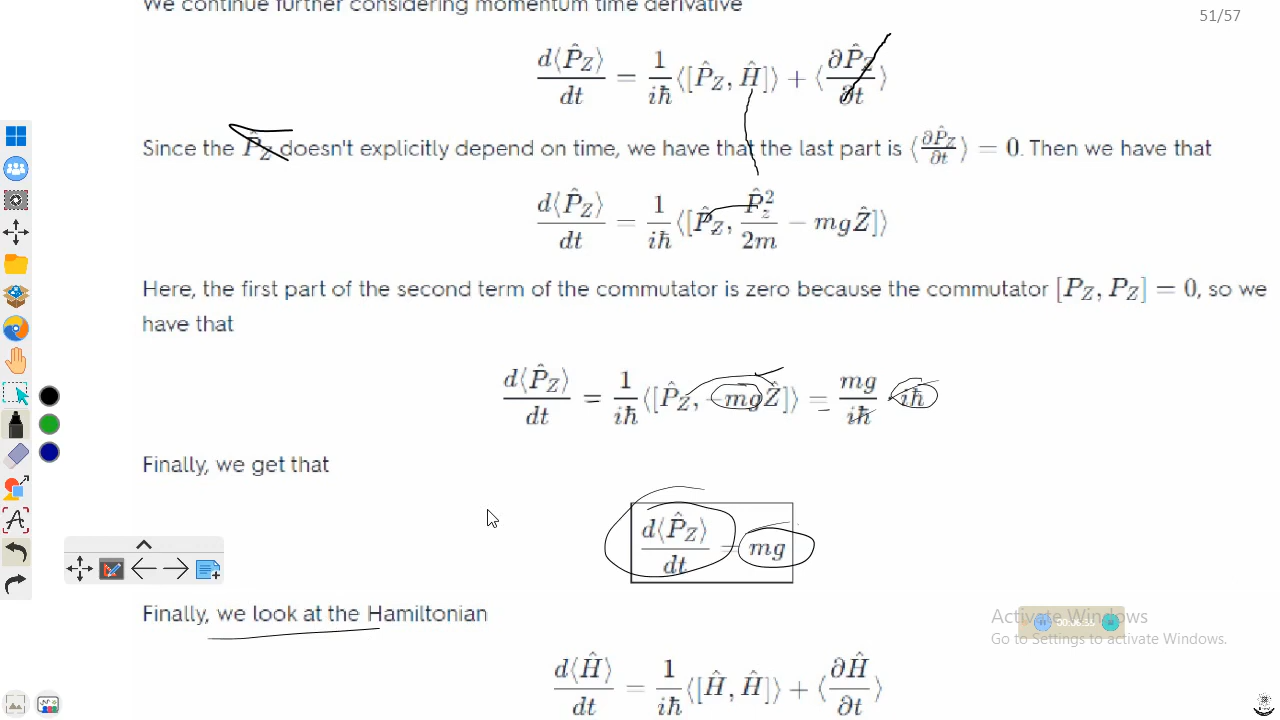 We continue further considering momentum time derivative
51/57
d⟨P̂_Z⟩/dt = 1/iħ ⟨[P̂_Z, Ĥ]⟩ + ⟨∂P̂_Z/∂t⟩
Since the P̂_Z doesn't explicitly depend on time, we have that the last part is ⟨∂P̂_Z/∂t⟩ = 0. Then we have that
d⟨P̂_Z⟩/dt = 1/iħ ⟨[P̂_Z, P̂_z²/2m − mgẐ]⟩
Here, the first part of the second term of the commutator is zero because the commutator [P_Z, P_Z] = 0, so we
have that
d⟨P̂_Z⟩/dt = 1/iħ ⟨[P̂_Z, −mgẐ]⟩ = mg/iħ · iħ
Finally, we get that
d⟨P̂_Z⟩/dt = mg
Finally, we look at the Hamiltonian
Activate Windows
Go to Settings to activate Windows.
d⟨Ĥ⟩/dt = 1/iħ ⟨[Ĥ, Ĥ]⟩ + ⟨∂Ĥ/∂t⟩